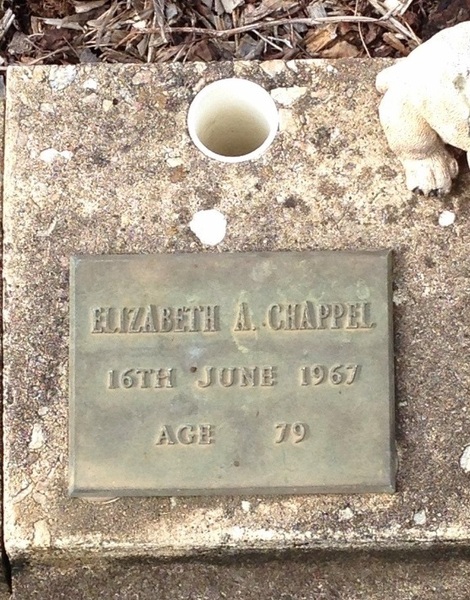 ELIZABETH A. CHAPPEL
16TH JUNE 1967
AGE 79